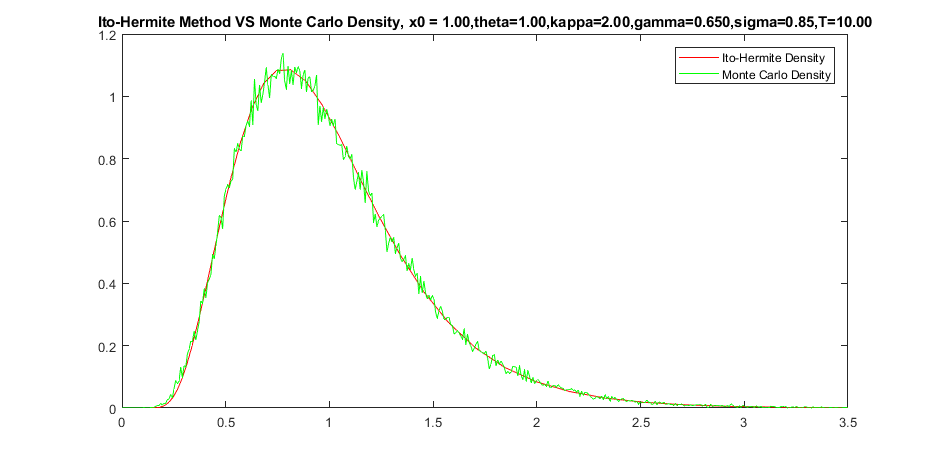 Ito-Hermite Method VS Monte Carlo Density, x0 = 1.00,theta=1.00,kappa=2.00,gamma=0.650,sigma=0.85,T=10.00
Ito-Hermite Density
Monte Carlo Density
1.2
1
0.8
0.6
0.4
0.2
0
0 0.5 1 1.5 2 2.5 3 3.5